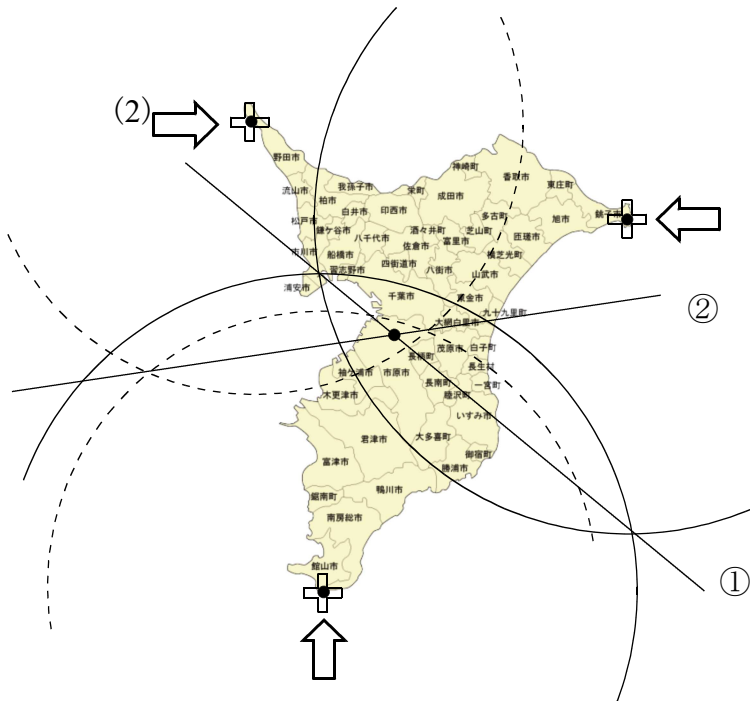 (2)
野田市
神崎町
香取市
流山市
柏市
我孫子市
栄町
成田市
東庄町
松戸市
白井市
印西市
多古町
旭市
銚子市
鎌ケ谷市
八千代市
酒々井町
芝山町
匝瑳市
市川市
船橋市
佐倉市
富里市
横芝光町
習志野市
四街道市
八街市
山武市
浦安市
千葉市
東金市
九十九里町
②
大網白里市
長柄町
茂原市
白子町
袖ケ浦市
市原市
長生村
木更津市
長南町
睦沢町
一宮町
いすみ市
君津市
大多喜町
御宿町
富津市
勝浦市
鋸南町
鴨川市
南房総市
館山市
①